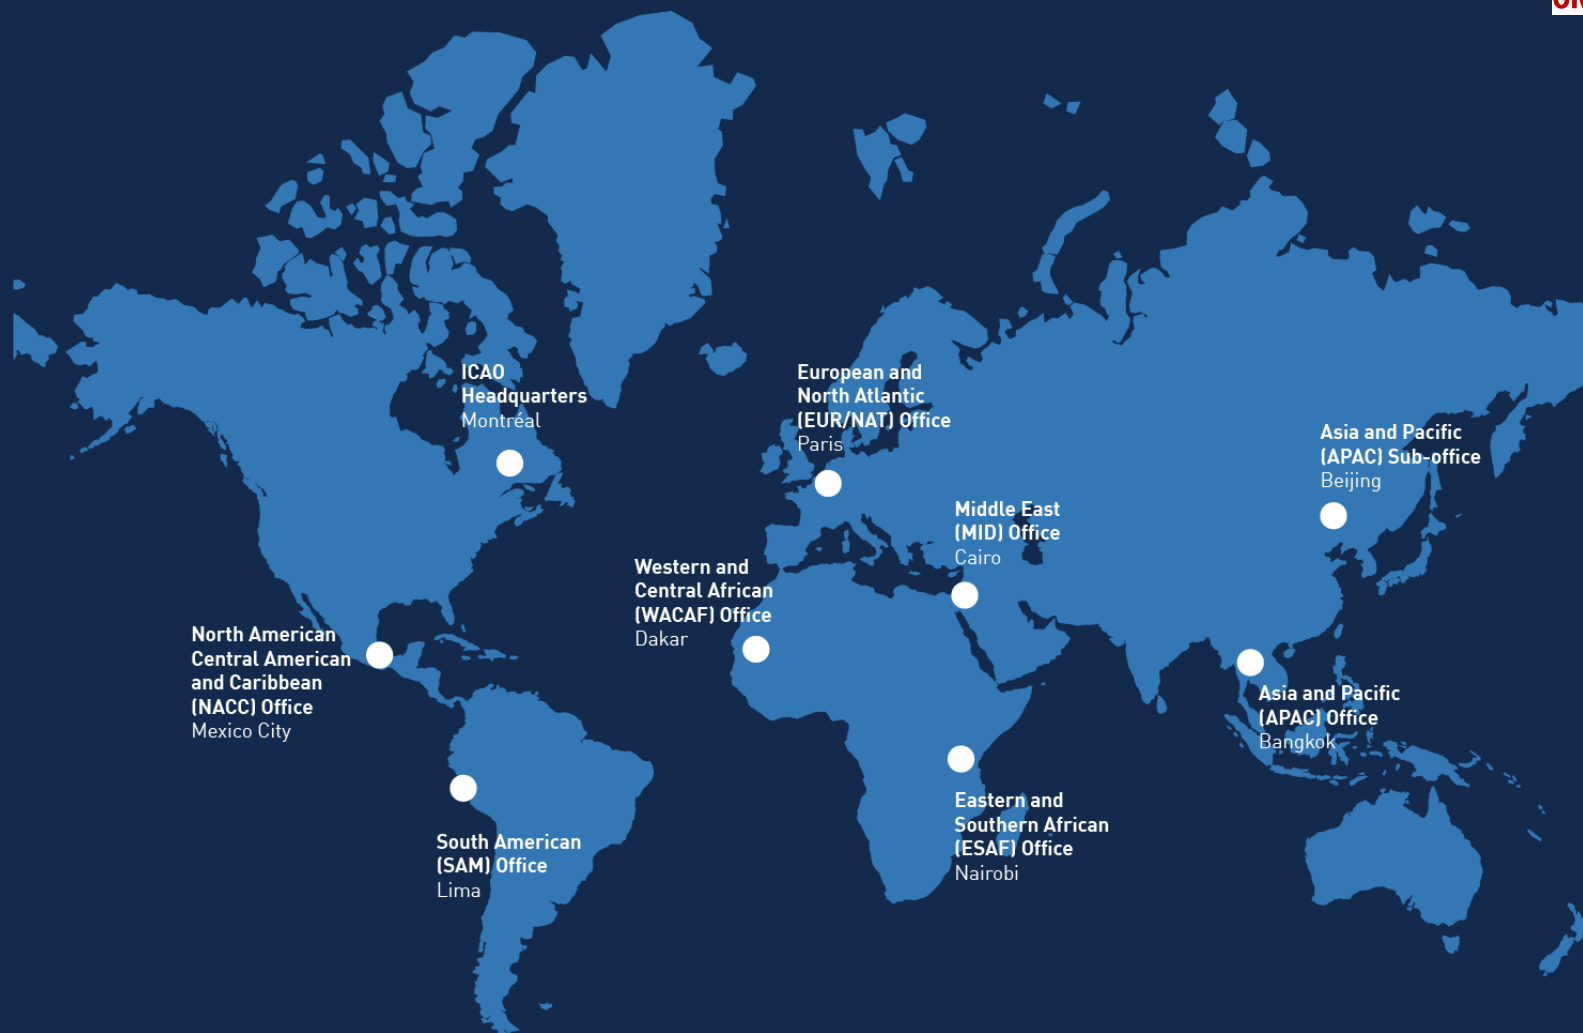 ICAO
Headquarters
Montréal
European and
North Atlantic
(EUR/NAT) Office
Paris
Asia and Pacific
(APAC) Sub-office
Beijing
Middle East
(MID) Office
Cairo
Western and
Central African
(WACAF) Office
Dakar
North American
Central American
and Caribbean
(NACC) Office
Mexico City
Asia and Pacific
(APAC) Office
Bangkok
Eastern and
Southern African
(ESAF) Office
Nairobi
South American
(SAM) Office
Lima